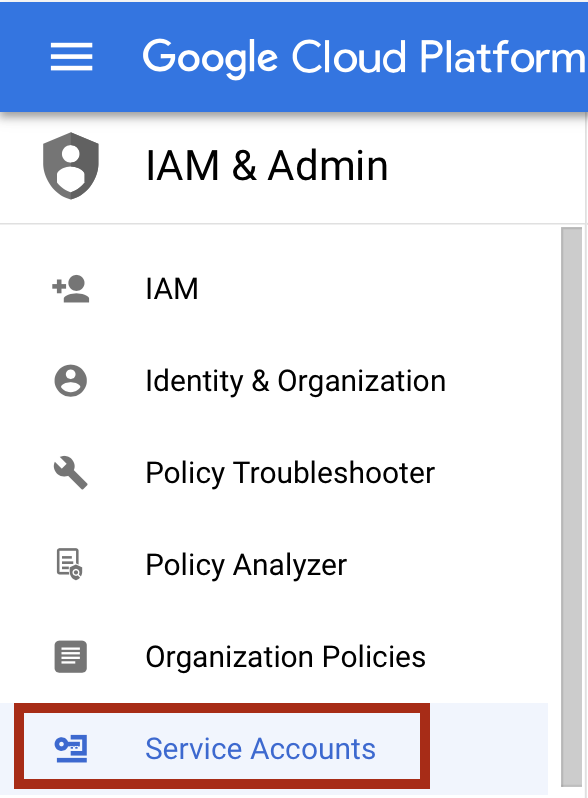 Google Cloud Platform
IAM & Admin
IAM
Identity & Organization
Policy Troubleshooter
Policy Analyzer
Organization Policies
Service Accounts